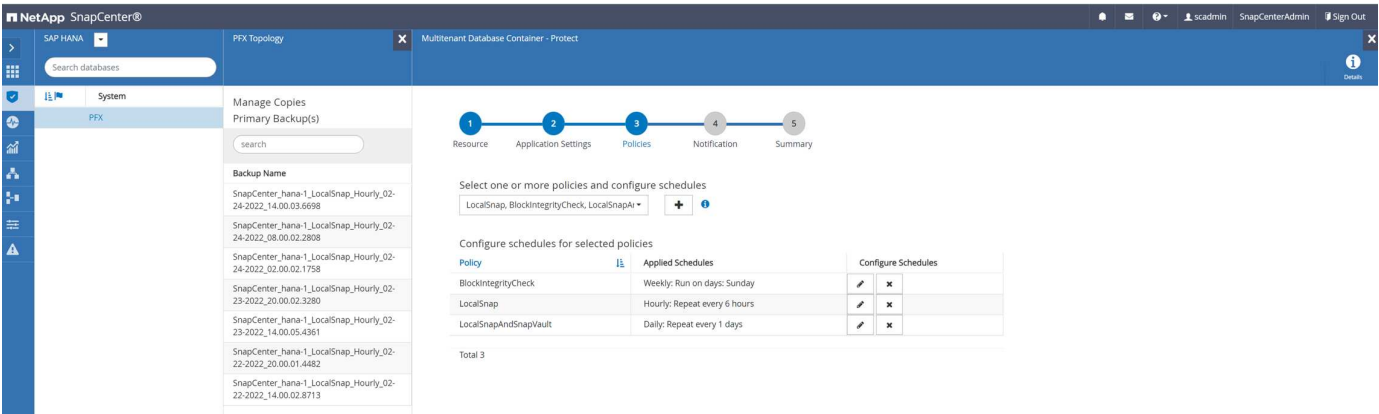 NetApp SnapCenter®
scadmin SnapCenterAdmin Sign Out
SAP HANA
Search databases
System
PFX
PFX Topology
Manage Copies
Primary Backup(s)
search
Backup Name
SnapCenter_hana-1_LocalSnap_Hourly_02-
24-2022_14.00.03.6698
SnapCenter_hana-1_LocalSnap_Hourly_02-
24-2022_08.00.02.2808
SnapCenter_hana-1_LocalSnap_Hourly_02-
24-2022_02.00.02.1758
SnapCenter_hana-1_LocalSnap_Hourly_02-
23-2022_20.00.02.3280
SnapCenter_hana-1_LocalSnap_Hourly_02-
23-2022_14.00.05.4361
SnapCenter_hana-1_LocalSnap_Hourly_02-
22-2022_20.00.01.4482
SnapCenter_hana-1_LocalSnap_Hourly_02-
22-2022_14.00.02.8713
Multitenant Database Container - Protect
Details
1 2 3 4 5
Resource Application Settings Policies Notification Summary
Select one or more policies and configure schedules
LocalSnap, BlockIntegrityCheck, LocalSnapAı
Configure schedules for selected policies
Policy Applied Schedules Configure Schedules
BlockIntegrityCheck Weekly: Run on days: Sunday
LocalSnap Hourly: Repeat every 6 hours
LocalSnapAndSnapVault Daily: Repeat every 1 days
Total 3